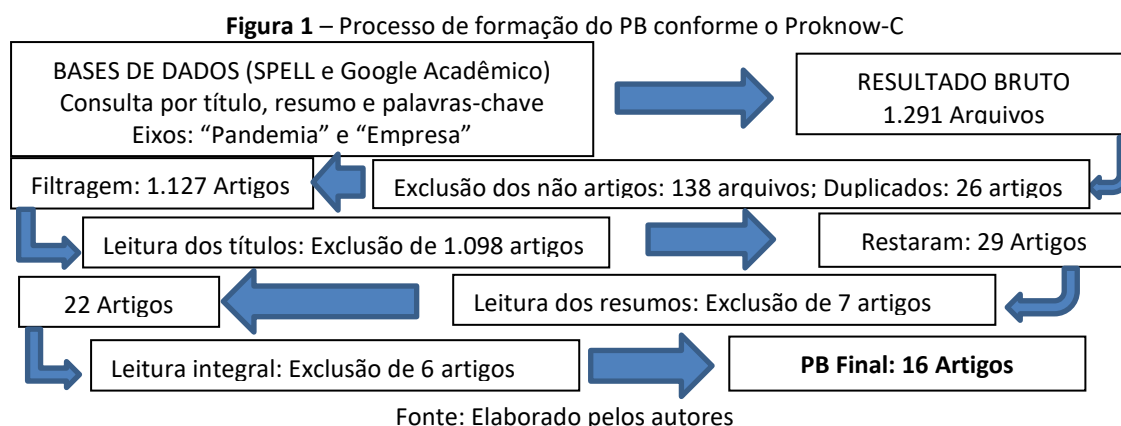 Figura 1 – Processo de formação do PB conforme o Proknow-C
BASES DE DADOS (SPELL e Google Acadêmico)
Consulta por título, resumo e palavras-chave
Eixos: “Pandemia” e “Empresa”
RESULTADO BRUTO
1.291 Arquivos
Exclusão dos não artigos: 138 arquivos; Duplicados: 26 artigos
Filtragem: 1.127 Artigos
Leitura dos títulos: Exclusão de 1.098 artigos
Restaram: 29 Artigos
Leitura dos resumos: Exclusão de 7 artigos
22 Artigos
Leitura integral: Exclusão de 6 artigos
PB Final: 16 Artigos
Fonte: Elaborado pelos autores